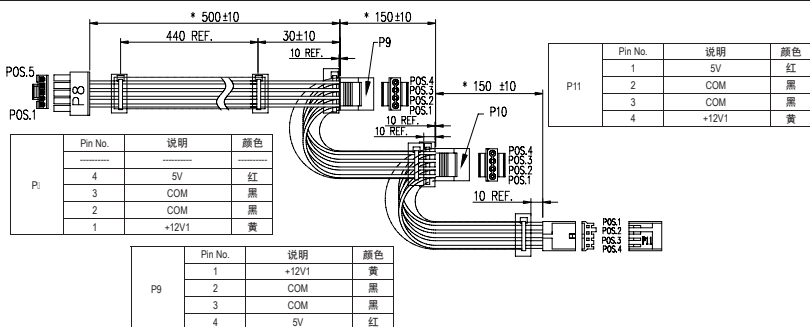 * 500±10
* 150±10
440 REF.
30±10
10 REF.
P9
POS.5
POS.1
P8
POS.4
POS.3
POS.2
POS.1
* 150 ±10
P10
10 REF.
10 REF.
POS.4
POS.3
POS.2
POS.1
10 REF.
POS.1
POS.2
POS.3
POS.4
P11
Pin No. 说明 颜色
P11
1 5V 红
2 COM 黑
3 COM 黑
4 +12V1 黄
Pin No. 说明 颜色
---------- ---------- ----------
P
4 5V 红
3 COM 黑
2 COM 黑
1 +12V1 黄
Pin No. 说明 颜色
P9
1 +12V1 黄
2 COM 黑
3 COM 黑
4 5V 红